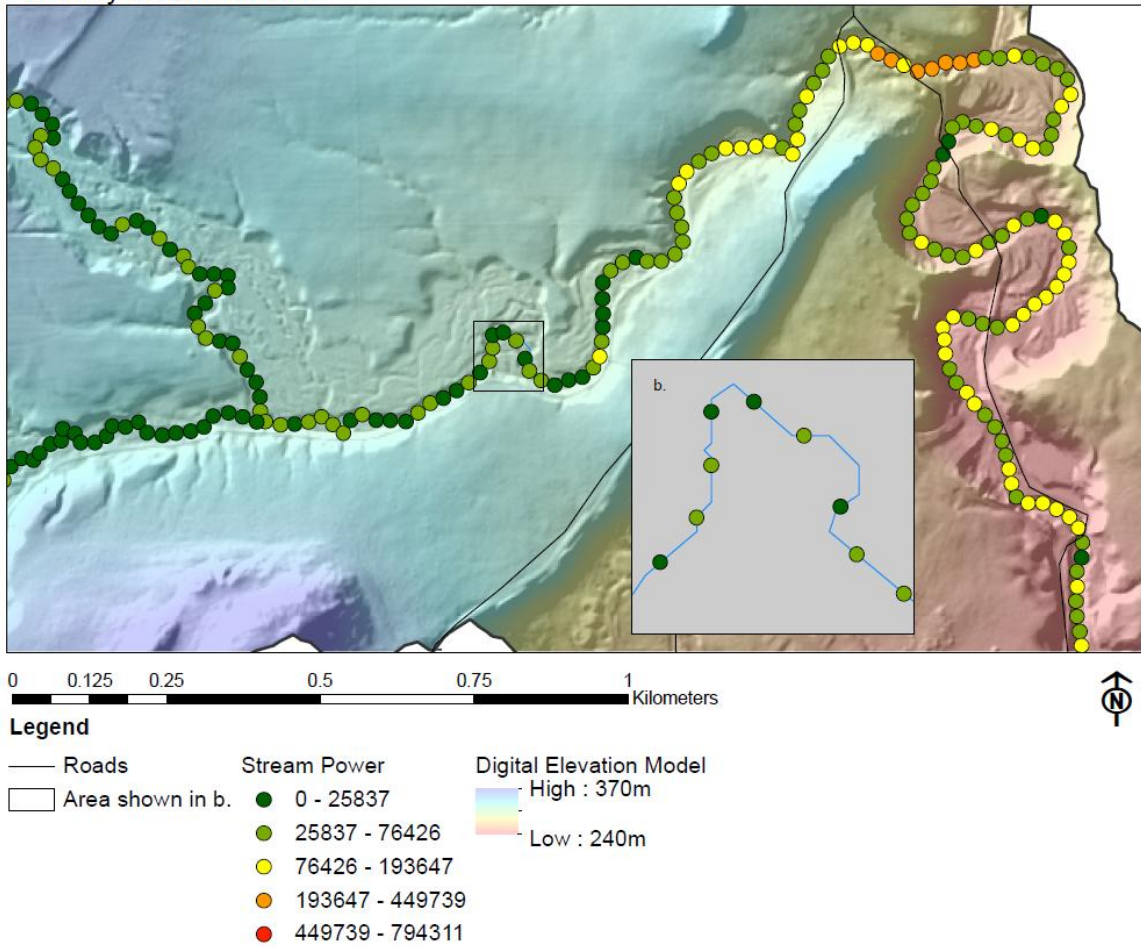 b.
0 0.125 0.25 0.5 0.75 1
Kilometers
N
Legend
Roads
Area shown in b.
Stream Power
0 - 25837
25837 - 76426
76426 - 193647
193647 - 449739
449739 - 794311
Digital Elevation Model
High : 370m
Low : 240m